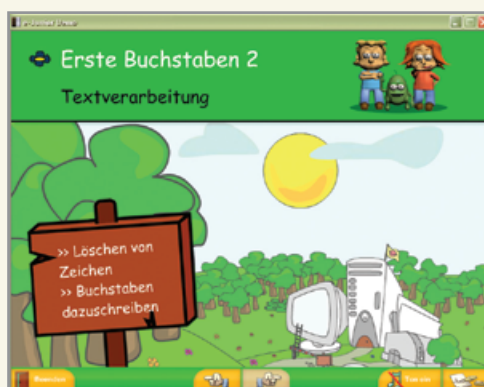 Erste Buchstaben 2
Textverarbeitung
>> Löschen von
Zeichen
>> Buchstaben
dazuschreiben